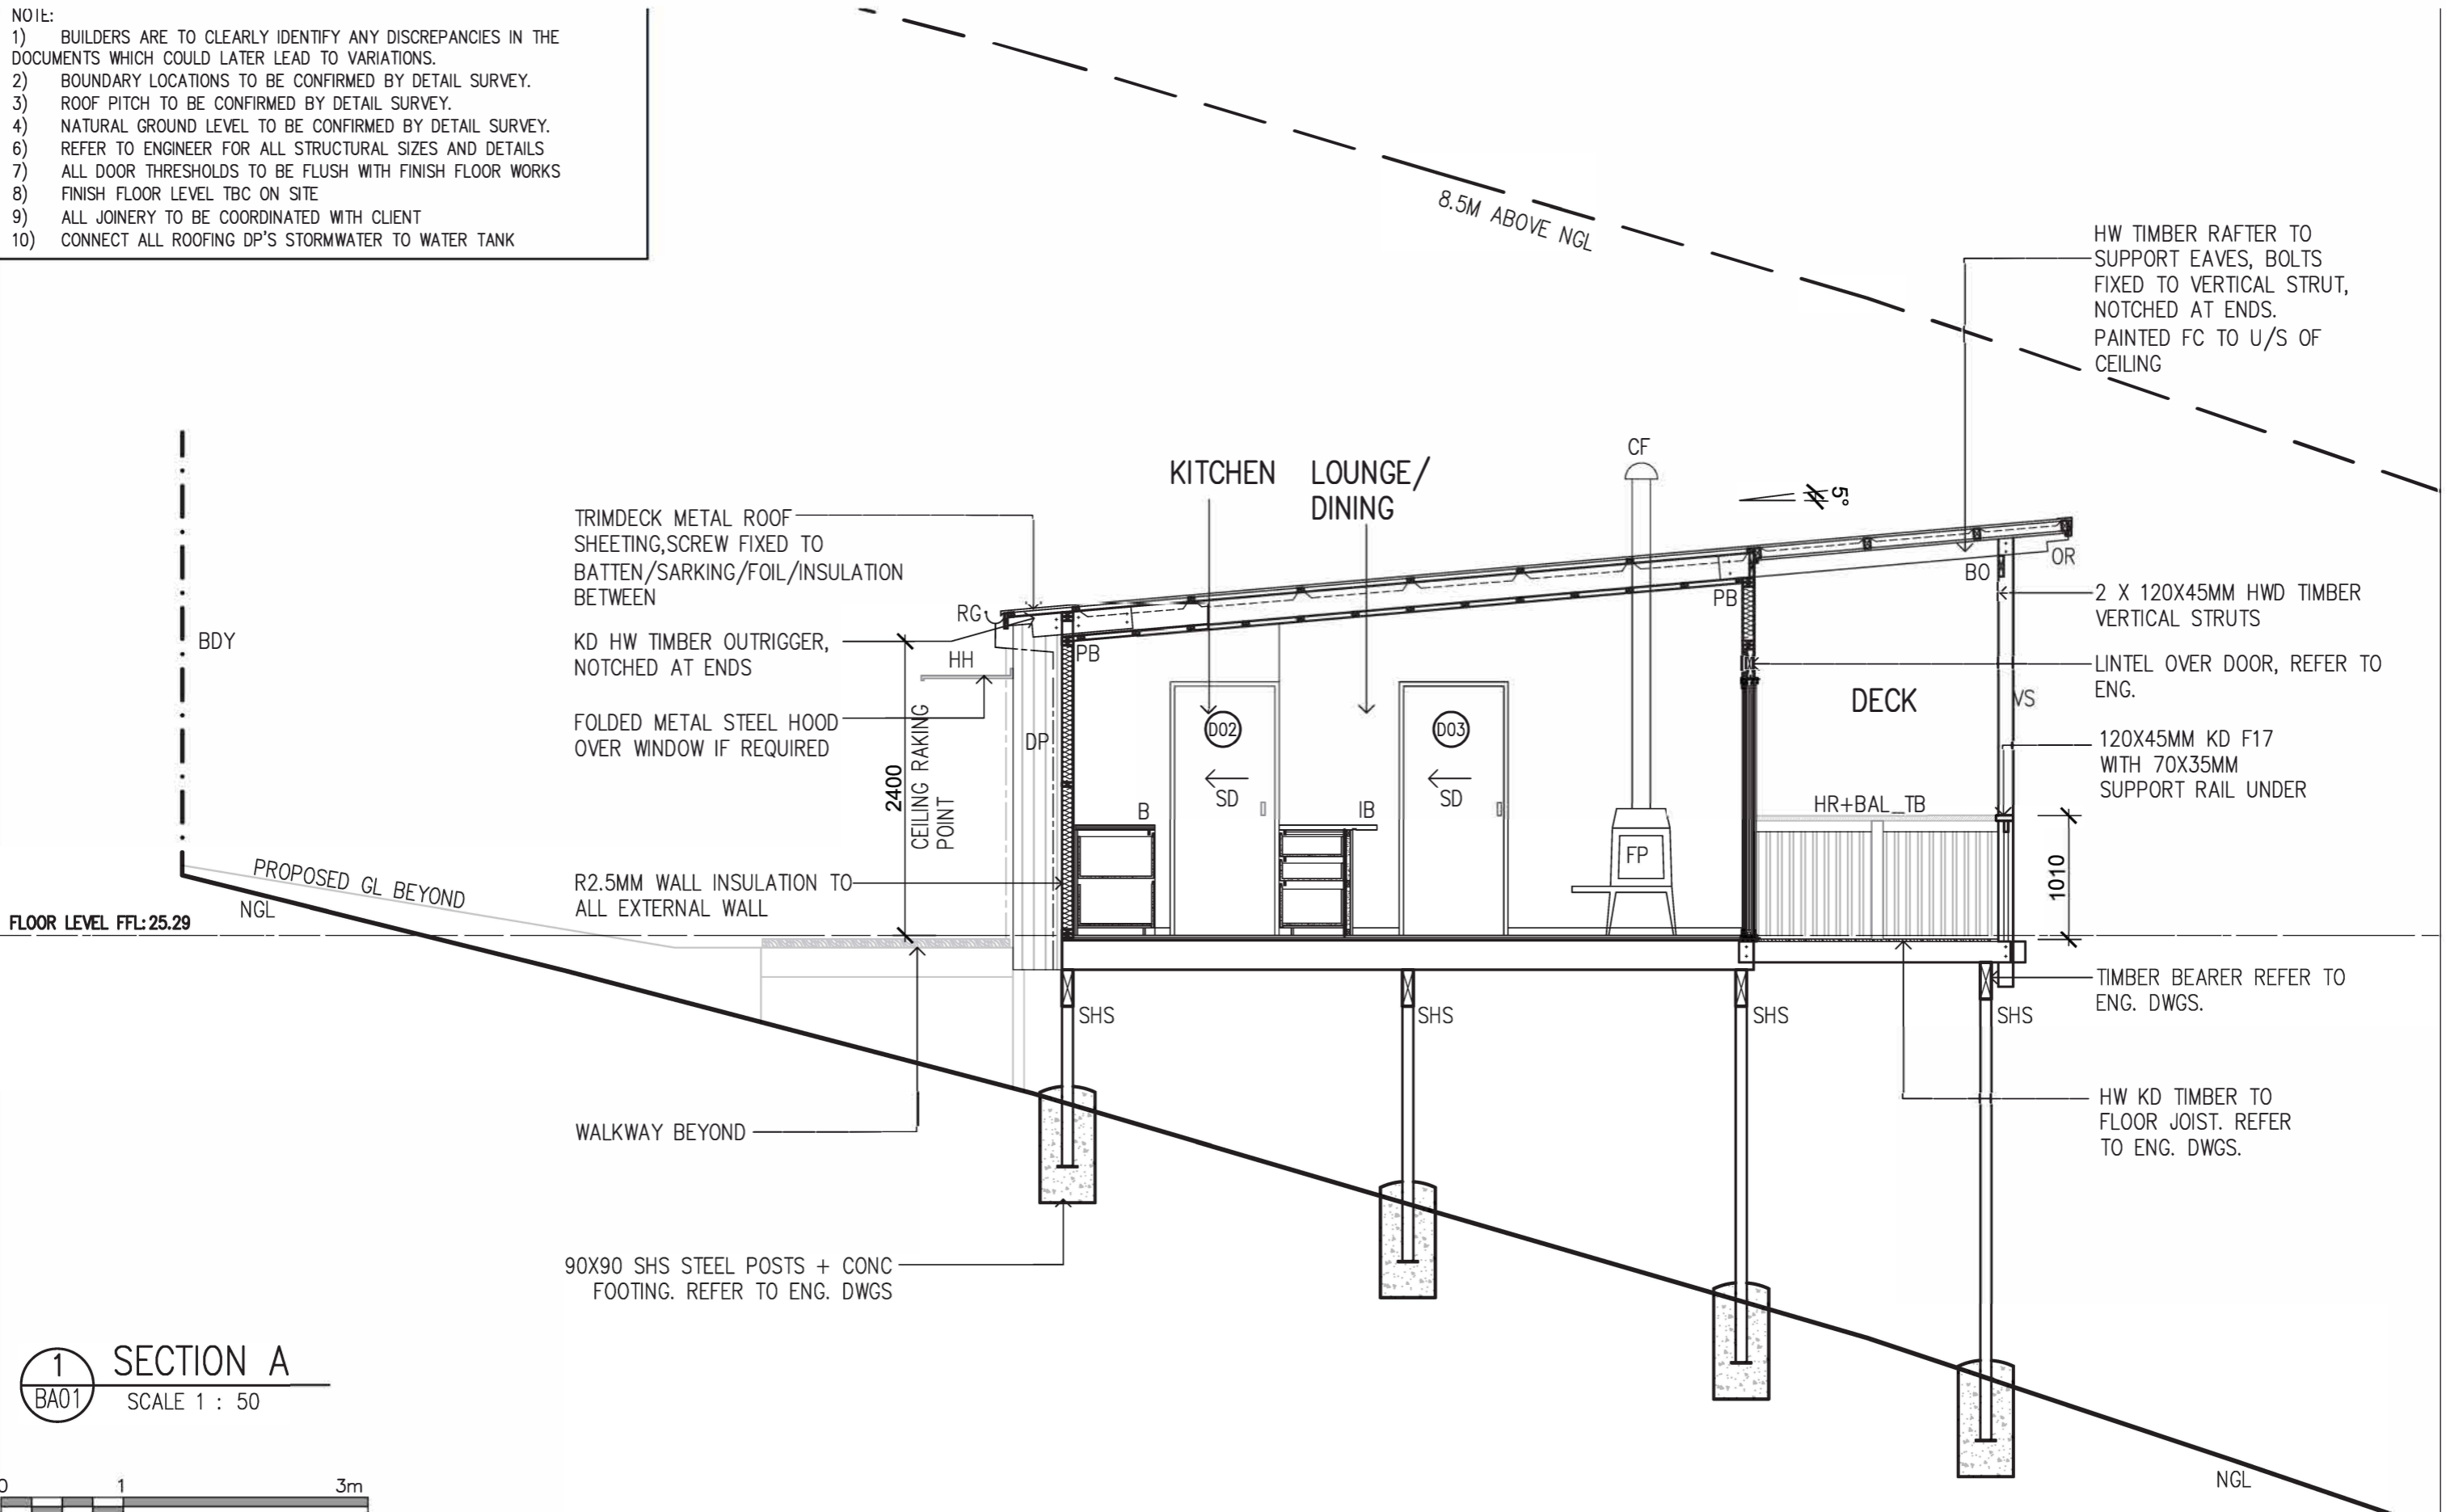 NOTE:
1) BUILDERS ARE TO CLEARLY IDENTIFY ANY DISCREPANCIES IN THE
DOCUMENTS WHICH COULD LATER LEAD TO VARIATIONS.
2) BOUNDARY LOCATIONS TO BE CONFIRMED BY DETAIL SURVEY.
3) ROOF PITCH TO BE CONFIRMED BY DETAIL SURVEY.
4) NATURAL GROUND LEVEL TO BE CONFIRMED BY DETAIL SURVEY.
6) REFER TO ENGINEER FOR ALL STRUCTURAL SIZES AND DETAILS
7) ALL DOOR THRESHOLDS TO BE FLUSH WITH FINISH FLOOR WORKS
8) FINISH FLOOR LEVEL TBC ON SITE
9) ALL JOINERY TO BE COORDINATED WITH CLIENT
10) CONNECT ALL ROOFING DP'S STORMWATER TO WATER TANK
8.5M ABOVE NGL
HW TIMBER RAFTER TO
SUPPORT EAVES, BOLTS
FIXED TO VERTICAL STRUT,
NOTCHED AT ENDS.
PAINTED FC TO U/S OF
CEILING
CF
KITCHEN
LOUNGE/
DINING
5°
TRIMDECK METAL ROOF
SHEETING,SCREW FIXED TO
BATTEN/SARKING/FOIL/INSULATION
BETWEEN
RG
KD HW TIMBER OUTRIGGER,
NOTCHED AT ENDS
HH
PB
PB
BO
OR
2 X 120X45MM HWD TIMBER
VERTICAL STRUTS
BDY
FOLDED METAL STEEL HOOD
OVER WINDOW IF REQUIRED
2400
CEILING RAKING
POINT
DP
D02
SD
D03
SD
LINTEL OVER DOOR, REFER TO
ENG.
DECK
VS
120X45MM KD F17
WITH 70X35MM
SUPPORT RAIL UNDER
B
IB
FP
HR+BAL_TB
1010
PROPOSED GL BEYOND
NGL
R2.5MM WALL INSULATION TO
ALL EXTERNAL WALL
FLOOR LEVEL FFL:25.29
TIMBER BEARER REFER TO
ENG. DWGS.
SHS
SHS
SHS
SHS
HW KD TIMBER TO
FLOOR JOIST. REFER
TO ENG. DWGS.
WALKWAY BEYOND
90X90 SHS STEEL POSTS + CONC
FOOTING. REFER TO ENG. DWGS
1
BA01
SECTION A
SCALE 1 : 50
NGL
0 1 3m